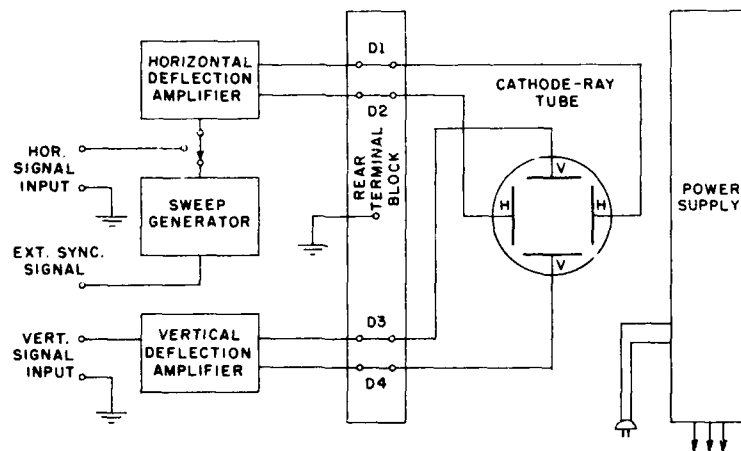 HORIZONTAL
DEFLECTION
AMPLIFIER
D1
D2
CATHODE-RAY
TUBE
HOR.
SIGNAL
INPUT
REAR
TERMINAL
BLOCK
V
H
H
V
POWER
SUPPLY
SWEEP
GENERATOR
EXT. SYNC.
SIGNAL
VERT.
SIGNAL
INPUT
VERTICAL
DEFLECTION
AMPLIFIER
D3
D4